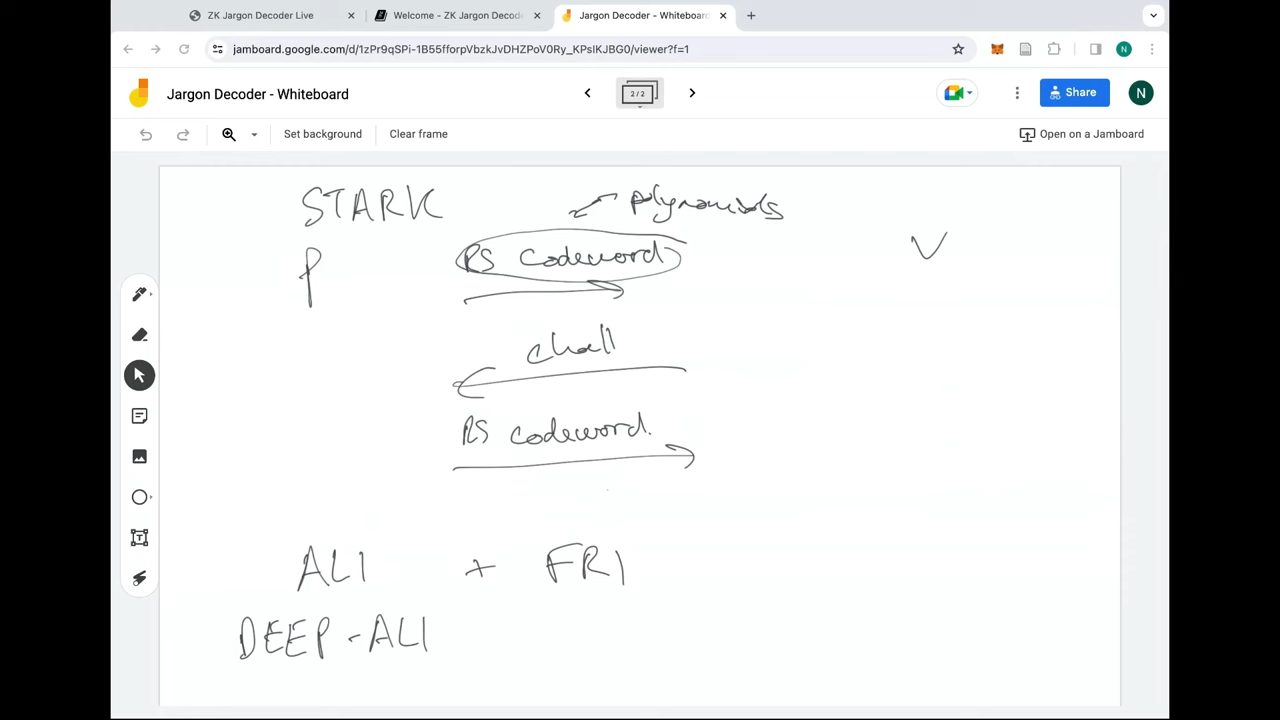 ZK Jargon Decoder Live
Welcome - ZK Jargon Decod
Jargon Decoder - Whiteboard
jamboard.google.com/d/1zPr9qSPi-1B55fforpVbzkJvDHZPoV0Ry_KPslKJBG0/viewer?f=1
N
Jargon Decoder - Whiteboard
2 / 2
Share
N
Set background
Clear frame
Open on a Jamboard
STARK
polynomials
P
RS Codeword
V
chall
RS codeword.
ALI + FRI
DEEP-ALI